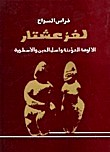 فراس السواح
لغز عشتار
الألوهة المؤنثة وأصل الدين والأسطورة